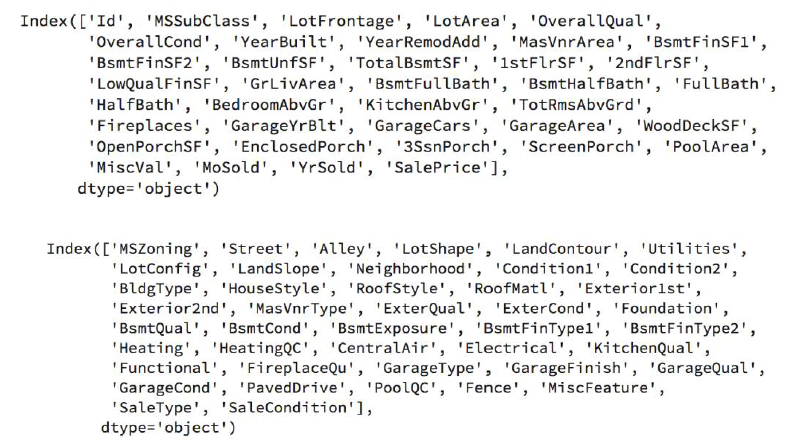 Index(['Id', 'MSSubClass', 'LotFrontage', 'LotArea', 'OverallQual',
'OverallCond', 'YearBuilt', 'YearRemodAdd', 'MasVnrArea', 'BsmtFinSF1',
'BsmtFinSF2', 'BsmtUnfSF', 'TotalBsmtSF', '1stFlrSF', '2ndFlrSF',
'LowQualFinSF', 'GrLivArea', 'BsmtFullBath', 'BsmtHalfBath', 'FullBath',
'HalfBath', 'BedroomAbvGr', 'KitchenAbvGr', 'TotRmsAbvGrd',
'Fireplaces', 'GarageYrBlt', 'GarageCars', 'GarageArea', 'WoodDeckSF',
'OpenPorchSF', 'EnclosedPorch', '3SsnPorch', 'ScreenPorch', 'PoolArea',
'MiscVal', 'MoSold', 'YrSold', 'SalePrice'],
dtype='object')
Index(['MSZoning', 'Street', 'Alley', 'LotShape', 'LandContour', 'Utilities',
'LotConfig', 'LandSlope', 'Neighborhood', 'Condition1', 'Condition2',
'BldgType', 'HouseStyle', 'RoofStyle', 'RoofMatl', 'Exterior1st',
'Exterior2nd', 'MasVnrType', 'ExterQual', 'ExterCond', 'Foundation',
'BsmtQual', 'BsmtCond', 'BsmtExposure', 'BsmtFinType1', 'BsmtFinType2',
'Heating', 'HeatingQC', 'CentralAir', 'Electrical', 'KitchenQual',
'Functional', 'FireplaceQu', 'GarageType', 'GarageFinish', 'GarageQual',
'GarageCond', 'PavedDrive', 'PoolQC', 'Fence', 'MiscFeature',
'SaleType', 'SaleCondition'],
dtype='object')